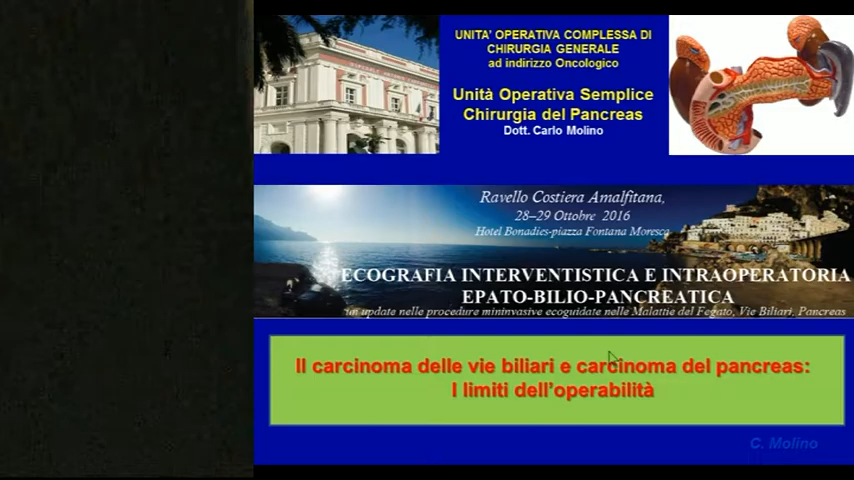 UNITA' OPERATIVA COMPLESSA DI
CHIRURGIA GENERALE
ad indirizzo Oncologico
Unità Operativa Semplice
Chirurgia del Pancreas
Dott. Carlo Molino
Ravello Costiera Amalfitana,
28–29 Ottobre 2016
Hotel Bonadies-piazza Fontana Moresca
ECOGRAFIA INTERVENTISTICA E INTRAOPERATORIA
EPATO-BILIO-PANCREATICA
un update nelle procedure mininvasive ecoguidate nelle Malattie del Fegato, Vie Biliari, Pancreas
Il carcinoma delle vie biliari e carcinoma del pancreas:
I limiti dell'operabilità
C. Molino